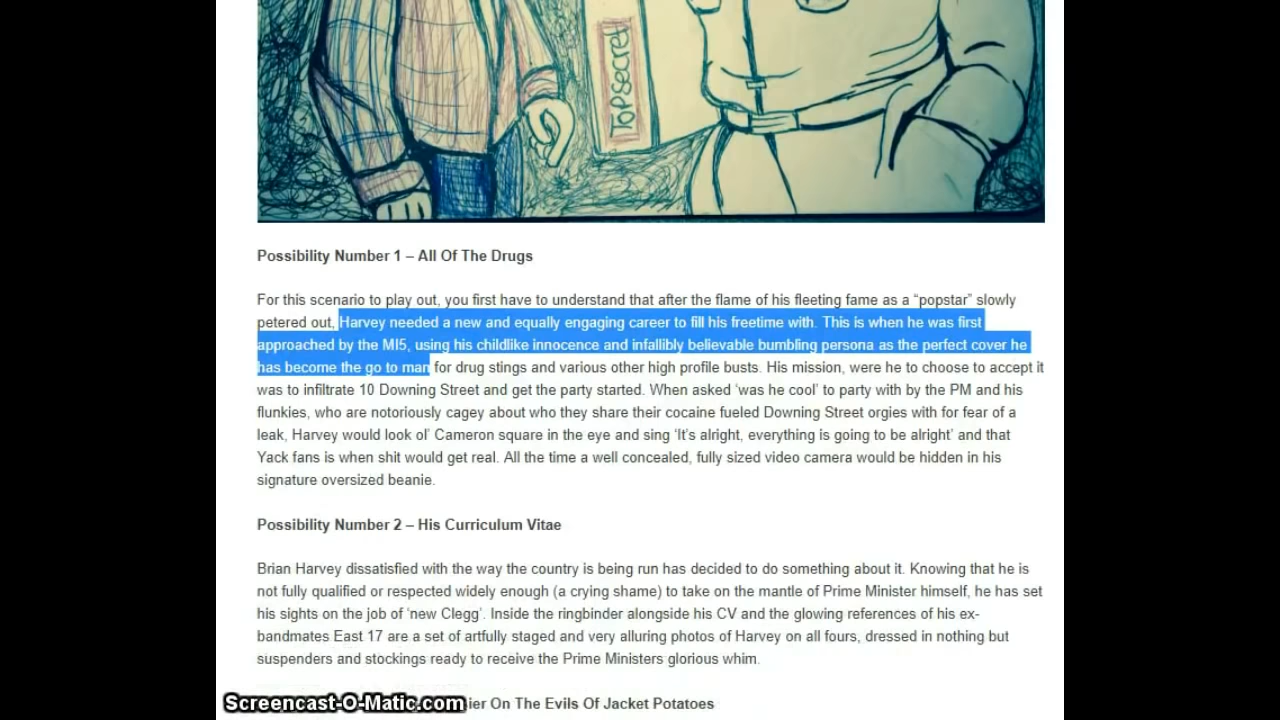 TOPSECRET
Possibility Number 1 – All Of The Drugs
For this scenario to play out, you first have to understand that after the flame of his fleeting fame as a “popstar” slowly
petered out, Harvey needed a new and equally engaging career to fill his freetime with. This is when he was first
approached by the MI5, using his childlike innocence and infallibly believable bumbling persona as the perfect cover he
has become the go to man for drug stings and various other high profile busts. His mission, were he to choose to accept it
was to infiltrate 10 Downing Street and get the party started. When asked ‘was he cool’ to party with by the PM and his
flunkies, who are notoriously cagey about who they share their cocaine fueled Downing Street orgies with for fear of a
leak, Harvey would look ol’ Cameron square in the eye and sing ‘It’s alright, everything is going to be alright’ and that
Yack fans is when shit would get real. All the time a well concealed, fully sized video camera would be hidden in his
signature oversized beanie.
Possibility Number 2 – His Curriculum Vitae
Brian Harvey dissatisfied with the way the country is being run has decided to do something about it. Knowing that he is
not fully qualified or respected widely enough (a crying shame) to take on the mantle of Prime Minister himself, he has set
his sights on the job of ‘new Clegg’. Inside the ringbinder alongside his CV and the glowing references of his ex-
bandmates East 17 are a set of artfully staged and very alluring photos of Harvey on all fours, dressed in nothing but
suspenders and stockings ready to receive the Prime Ministers glorious whim.
Screencast-O-Matic.com On The Evils Of Jacket Potatoes